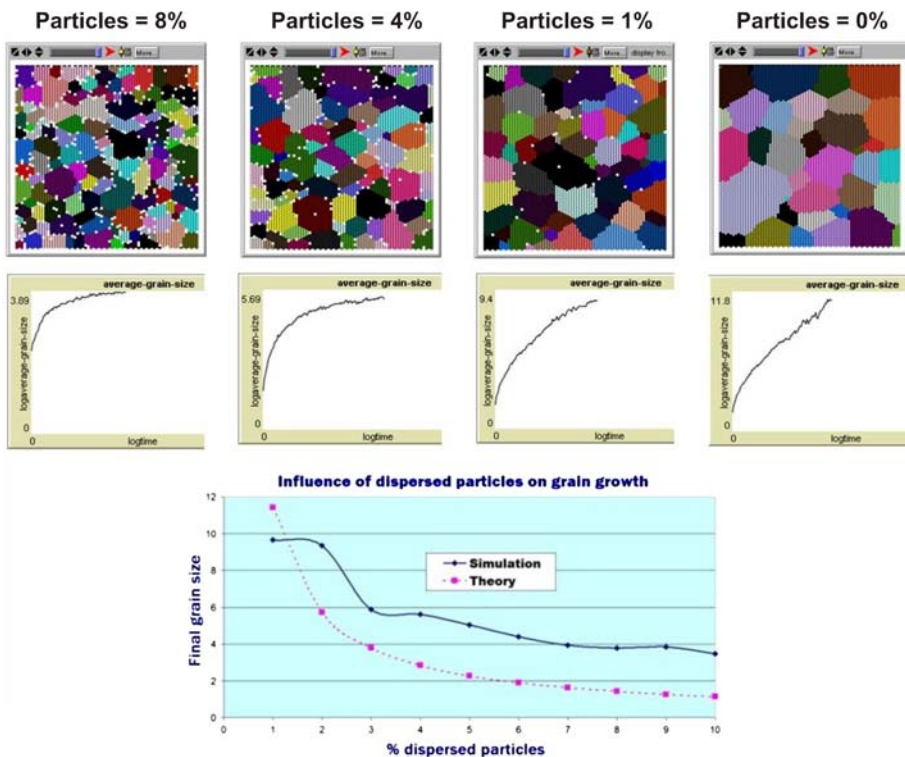 Particles = 8%
Particles = 4%
Particles = 1%
Particles = 0%
More...
More...
More... display fro...
More...
average-grain-size
3.89
logaverage-grain-size
0
0
logtime
average-grain-size
5.69
logaverage-grain-size
0
0
logtime
average-grain-size
9.4
logaverage-grain-size
0
0
logtime
average-grain-size
11.8
logaverage-grain-size
0
0
logtime
Influence of dispersed particles on grain growth
Final grain size
12
10
8
6
4
2
0
Simulation
Theory
0 1 2 3 4 5 6 7 8 9 10
% dispersed particles